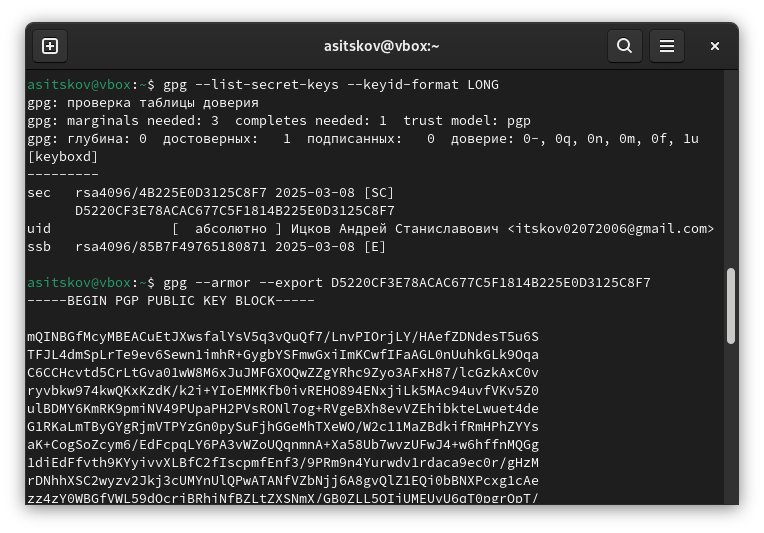 asitskov@vbox:~
asitskov@vbox:~$ gpg --list-secret-keys --keyid-format LONG
gpg: проверка таблицы доверия
gpg: marginals needed: 3  completes needed: 1  trust model: pgp
gpg: глубина: 0  достоверных:   1  подписанных:   0  доверие: 0-, 0q, 0n, 0m, 0f, 1u
[keyboxd]
---------
sec   rsa4096/4B225E0D3125C8F7 2025-03-08 [SC]
      D5220CF3E78ACAC677C5F1814B225E0D3125C8F7
uid               [  абсолютно ] Ицков Андрей Станиславович <itskov02072006@gmail.com>
ssb   rsa4096/85B7F49765180871 2025-03-08 [E]
asitskov@vbox:~$ gpg --armor --export D5220CF3E78ACAC677C5F1814B225E0D3125C8F7
-----BEGIN PGP PUBLIC KEY BLOCK-----
mQINBGfMcyMBEACuEtJXwsfalYsV5q3vQuQf7/LnvPIOrjLY/HAefZDNdesT5u6S
TFJL4dmSpLrTe9ev6Sewn1imhR+GygbYSFmwGxiImKCwfIFaAGL0nUuhkGLk9Oqa
C6CCHcvtd5CrLtGva01wW8M6xJuJMFGXOQwZZgYRhc9Zyo3AFxH87/lcGzkAxC0v
ryvbkw974kwQKxKzdK/k2i+YIoEMMKfb0ivREHO894ENxjiLk5MAc94uvfVKv5Z0
ulBDMY6KmRK9pmiNV49PUpaPH2PVsRONl7og+RVgeBXh8evVZEhibkteLwuet4de
G1RKaLmTByGYgRjmVTPYzGn0pySuFjhGGeMhTXeWO/W2c11MaZBdkifRmHPhZYYs
aK+CogSoZcym6/EdFcpqLY6PA3vWZoUQqnmnA+Xa58Ub7wvzUFwJ4+w6hffnMQGg
1diEdFfvth9KYyivvXLBfC2fIscpmfEnf3/9PRm9n4Yurwdv1rdaca9ec0r/gHzM
rDNhhXSC2wyzv2Jkj3cUMYnUlQPwATANfVZbNjj6A8gvQlZ1EQi0bBNXPcxg1cAe
zz4zY0WBGfVWL59dOcriBRhiNfBZLtZXSNmX/GB0ZLL5OIiUMEUvU6qT0pgrOpT/